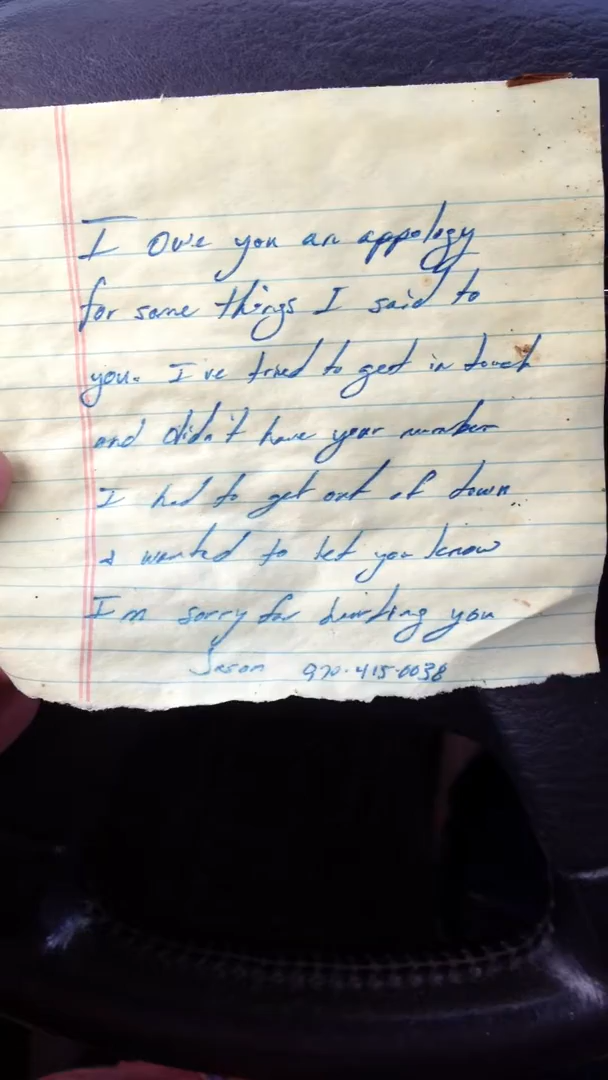 I Owe you an appology
for some things I said to
you. I've tried to get in touch
and didn't have your number
I had to get out of town
& wanted to let you know
I'm sorry for hurting you
Jason 970-415-0038